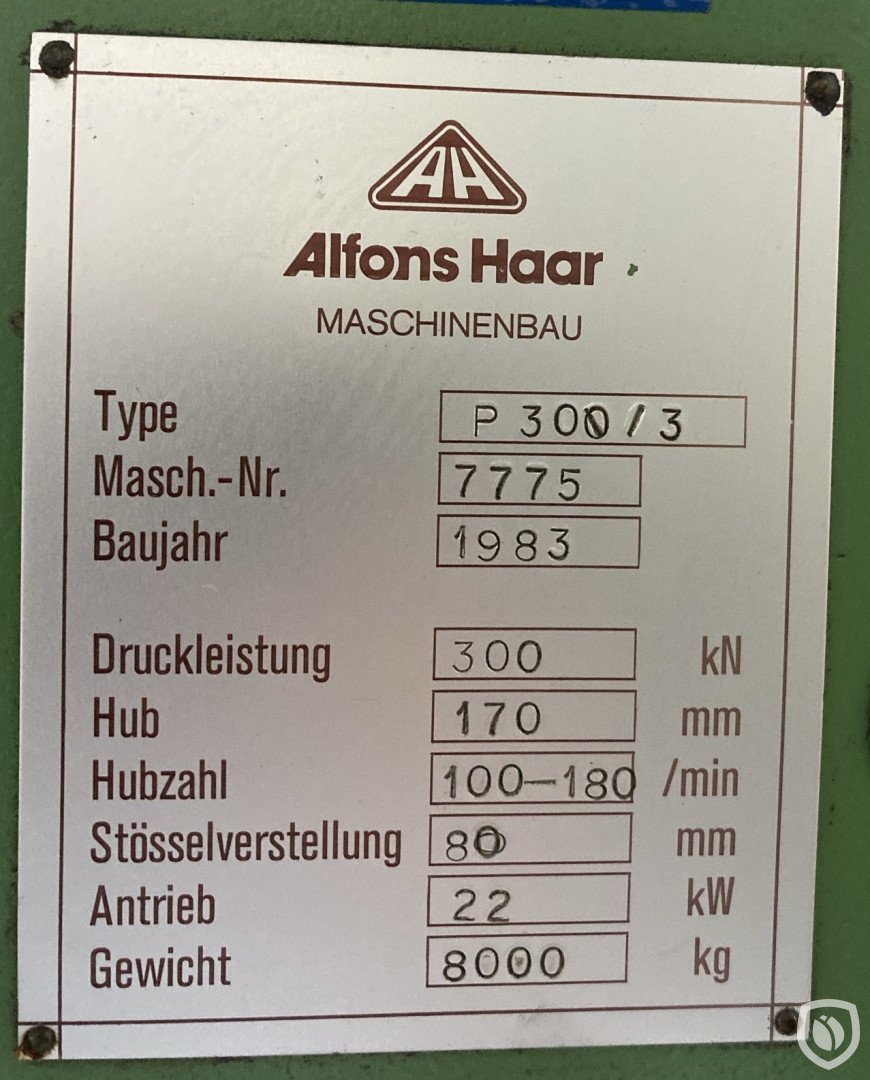 AH
Alfons Haar
MASCHINENBAU
Type P 300/3
Masch.-Nr. 7775
Baujahr 1983
Druckleistung 300 kN
Hub 170 mm
Hubzahl 100-180 /min
Stösselverstellung 80 mm
Antrieb 22 kW
Gewicht 8000 kg